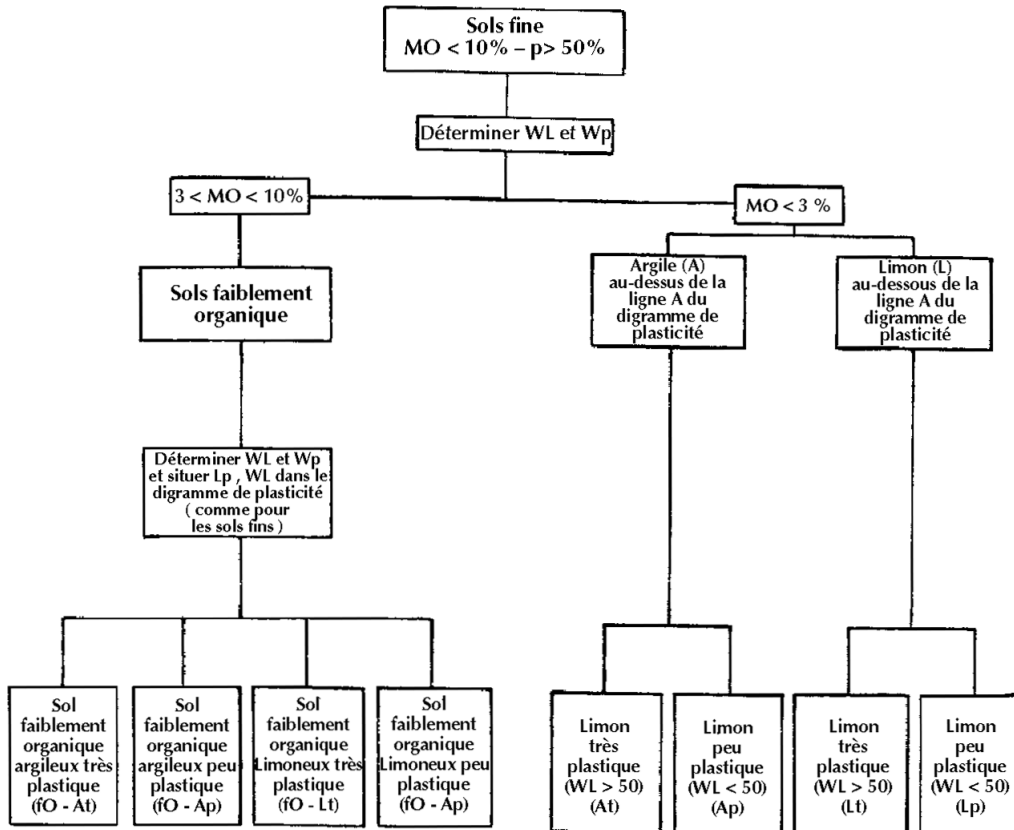 Sols fine
MO < 10% – p> 50%
Déterminer WL et Wp
3 < MO < 10%
MO < 3 %
Sols faiblement
organique
Argile (A)
au-dessus de la
ligne A du
digramme de
plasticité
Limon (L)
au-dessous de la
ligne A du
digramme de
plasticité
Déterminer WL et Wp
et situer Lp , WL dans le
digramme de plasticité
( comme pour
les sols fins )
Sol
faiblement
organique
argileux très
plastique
(fO - At)
Sol
faiblement
organique
argileux peu
plastique
(fO - Ap)
Sol
faiblement
organique
Limoneux très
plastique
(fO - Lt)
Sol
faiblement
organique
Limoneux peu
plastique
(fO - Ap)
Limon
très
plastique
(WL > 50)
(At)
Limon
peu
plastique
(WL < 50)
(Ap)
Limon
très
plastique
(WL > 50)
(Lt)
Limon
peu
plastique
(WL < 50)
(Lp)